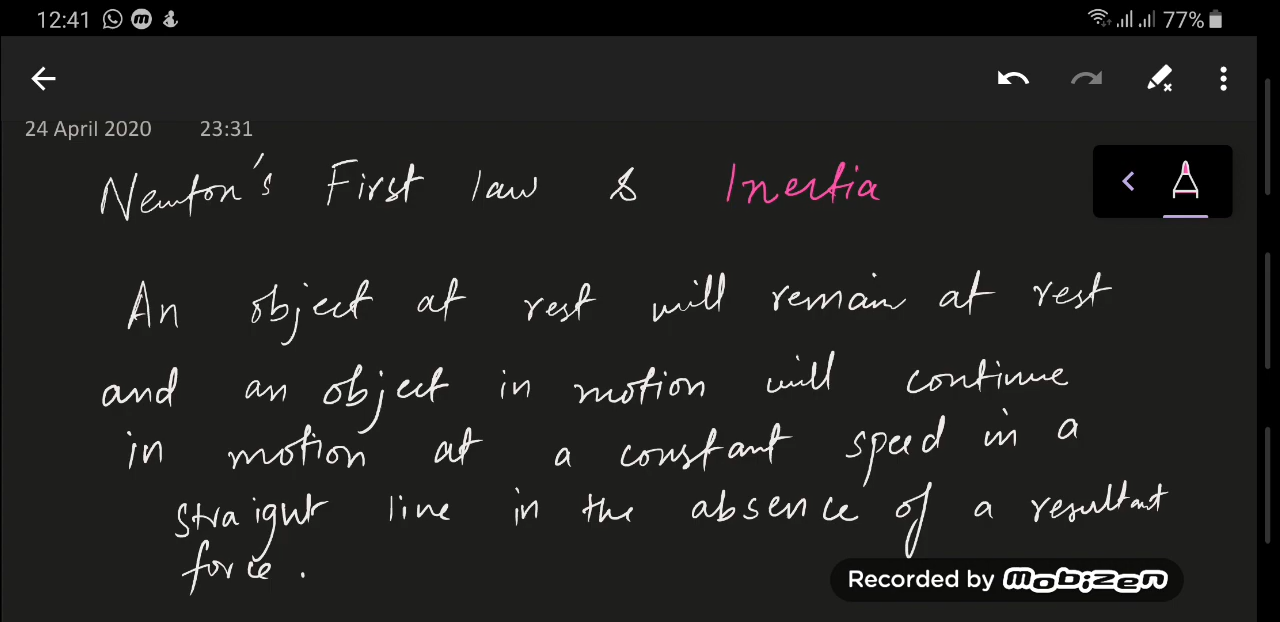 12:41 77%
24 April 2020 23:31
Newton's First law & Inertia
An object at rest will remain at rest
and an object in motion will continue
in motion at a constant speed in a
straight line in the absence of a resultant
force.
Recorded by mobizen